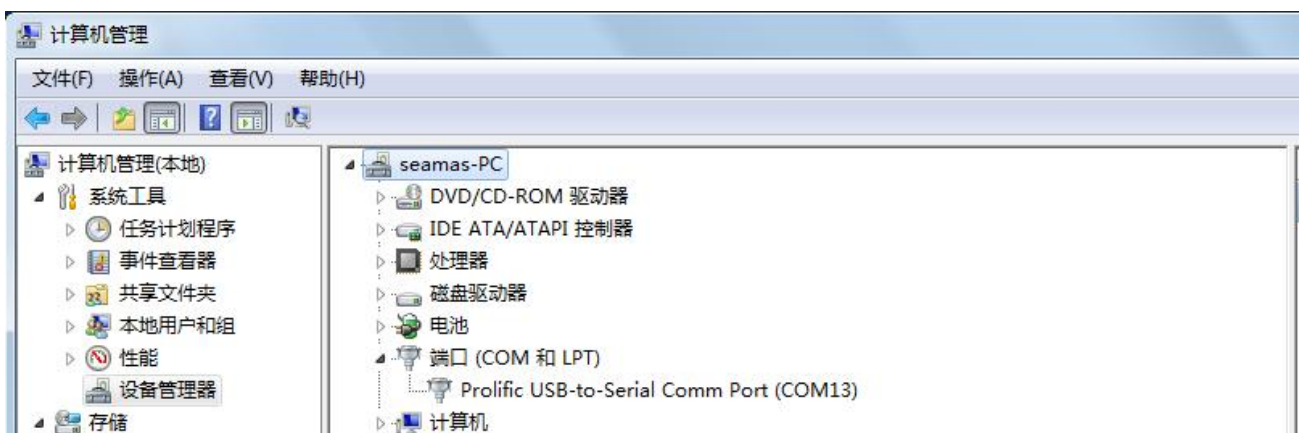 计算机管理
文件(F) 操作(A) 查看(V) 帮助(H)
计算机管理(本地)
系统工具
任务计划程序
事件查看器
共享文件夹
本地用户和组
性能
设备管理器
存储
seamas-PC
DVD/CD-ROM 驱动器
IDE ATA/ATAPI 控制器
处理器
磁盘驱动器
电池
端口 (COM 和 LPT)
Prolific USB-to-Serial Comm Port (COM13)
计算机